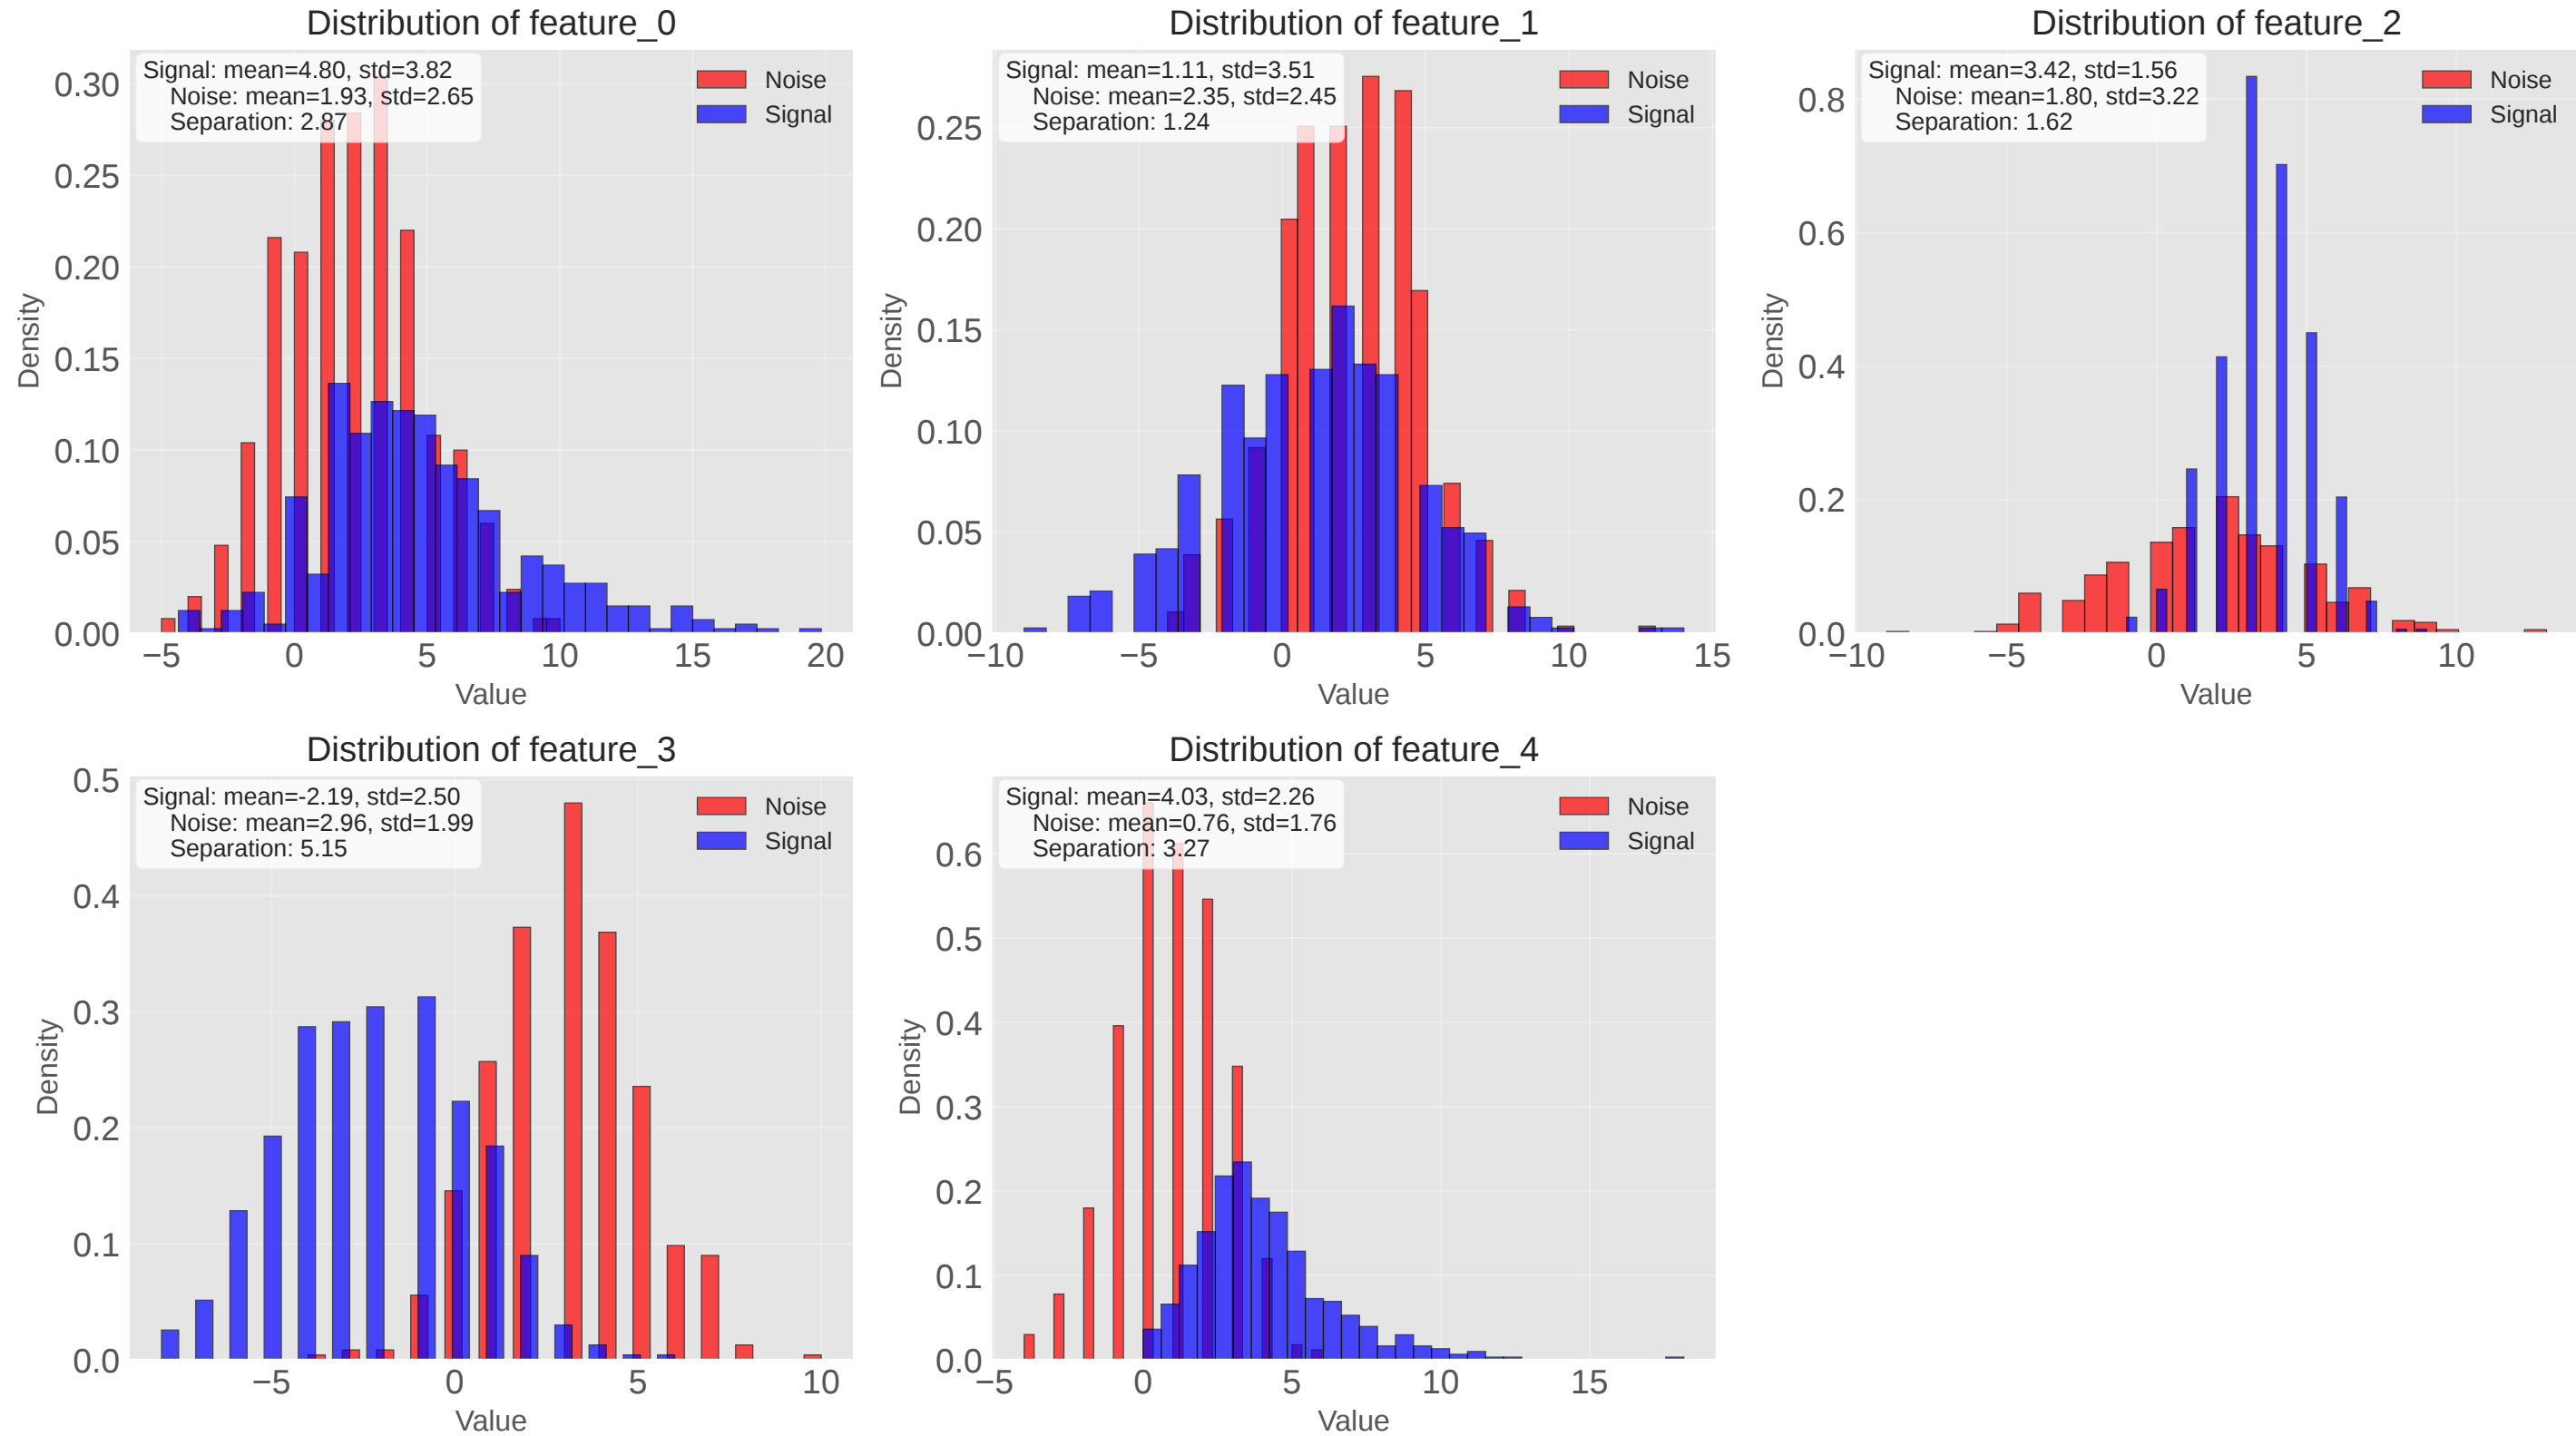 Distribution of feature_0
Signal: mean=4.80, std=3.82
Noise: mean=1.93, std=2.65
Separation: 2.87
Noise
Signal
0.30
0.25
0.20
0.15
0.10
0.05
0.00
Density
−5 0 5 10 15 20
Value
Distribution of feature_1
Signal: mean=1.11, std=3.51
Noise: mean=2.35, std=2.45
Separation: 1.24
Noise
Signal
0.25
0.20
0.15
0.10
0.05
0.00
Density
−10 −5 0 5 10 15
Value
Distribution of feature_2
Signal: mean=3.42, std=1.56
Noise: mean=1.80, std=3.22
Separation: 1.62
Noise
Signal
0.8
0.6
0.4
0.2
0.0
Density
−10 −5 0 5 10
Value
Distribution of feature_3
Signal: mean=-2.19, std=2.50
Noise: mean=2.96, std=1.99
Separation: 5.15
Noise
Signal
0.5
0.4
0.3
0.2
0.1
0.0
Density
−5 0 5 10
Value
Distribution of feature_4
Signal: mean=4.03, std=2.26
Noise: mean=0.76, std=1.76
Separation: 3.27
Noise
Signal
0.6
0.5
0.4
0.3
0.2
0.1
0.0
Density
−5 0 5 10 15
Value